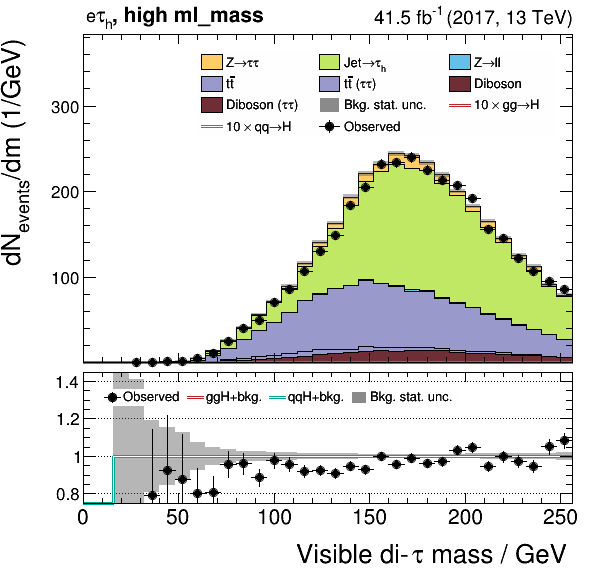 eτh, high ml_mass 41.5 fb-1 (2017, 13 TeV)
dNevents/dm (1/GeV)
300
200
100
Z→ττ Jet→τh Z→ll
tt̄ tt̄ (ττ) Diboson
Diboson (ττ) Bkg. stat. unc. 10 × gg→H
10 × qq→H Observed
1.4
1.2
1
0.8
Observed ggH+bkg. qqH+bkg. Bkg. stat. unc.
0 50 100 150 200 250
Visible di-τ mass / GeV